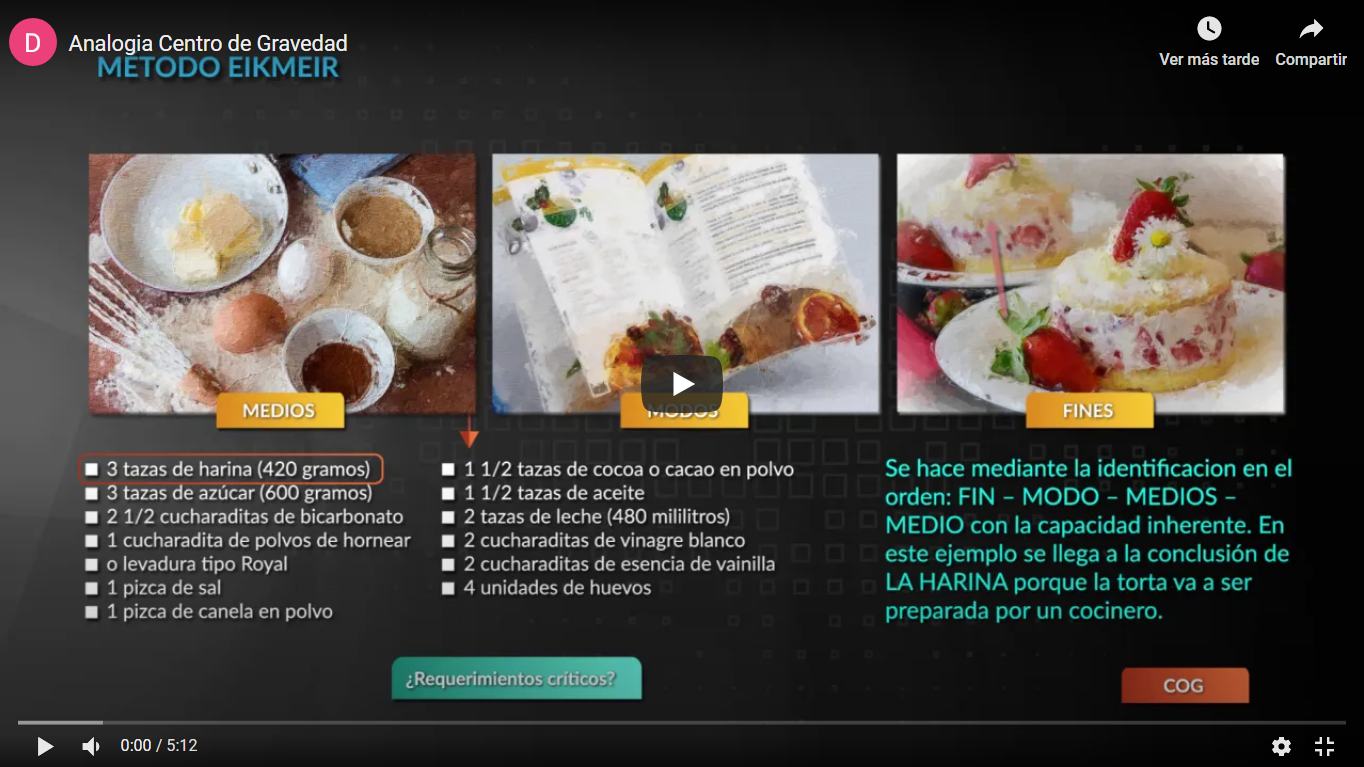 D
Analogia Centro de Gravedad
Ver más tarde
Compartir
MÉTODO EIKMEIR
MEDIOS
MODOS
FINES
3 tazas de harina (420 gramos)
3 tazas de azúcar (600 gramos)
2 1/2 cucharaditas de bicarbonato
1 cucharadita de polvos de hornear
o levadura tipo Royal
1 pizca de sal
1 pizca de canela en polvo
1 1/2 tazas de cocoa o cacao en polvo
1 1/2 tazas de aceite
2 tazas de leche (480 mililitros)
2 cucharaditas de vinagre blanco
2 cucharaditas de esencia de vainilla
4 unidades de huevos
Se hace mediante la identificacion en el
orden: FIN – MODO – MEDIOS –
MEDIO con la capacidad inherente. En
este ejemplo se llega a la conclusión de
LA HARINA porque la torta va a ser
preparada por un cocinero.
¿Requerimientos críticos?
COG
0:00 / 5:12